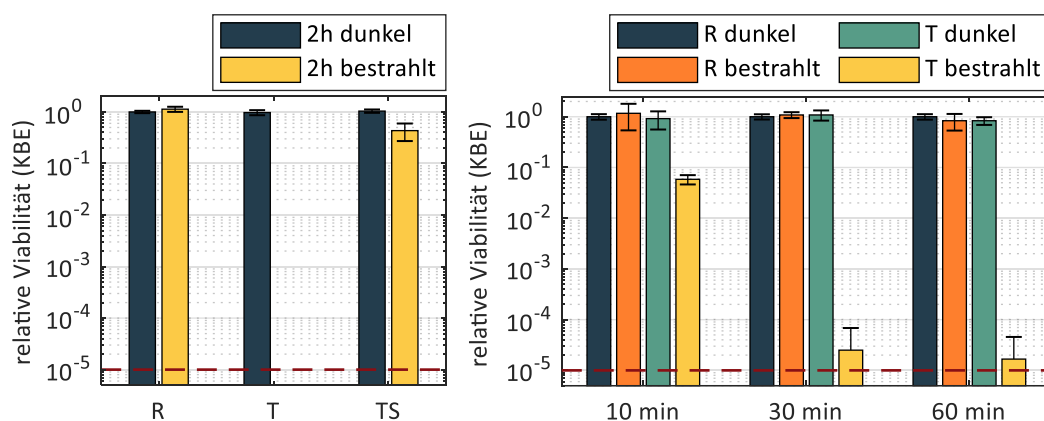 2h dunkel
2h bestrahlt
relative Viabilität (KBE)
10^0
10^-1
10^-2
10^-3
10^-4
10^-5
R T TS
R dunkel T dunkel
R bestrahlt T bestrahlt
relative Viabilität (KBE)
10^0
10^-1
10^-2
10^-3
10^-4
10^-5
10 min 30 min 60 min